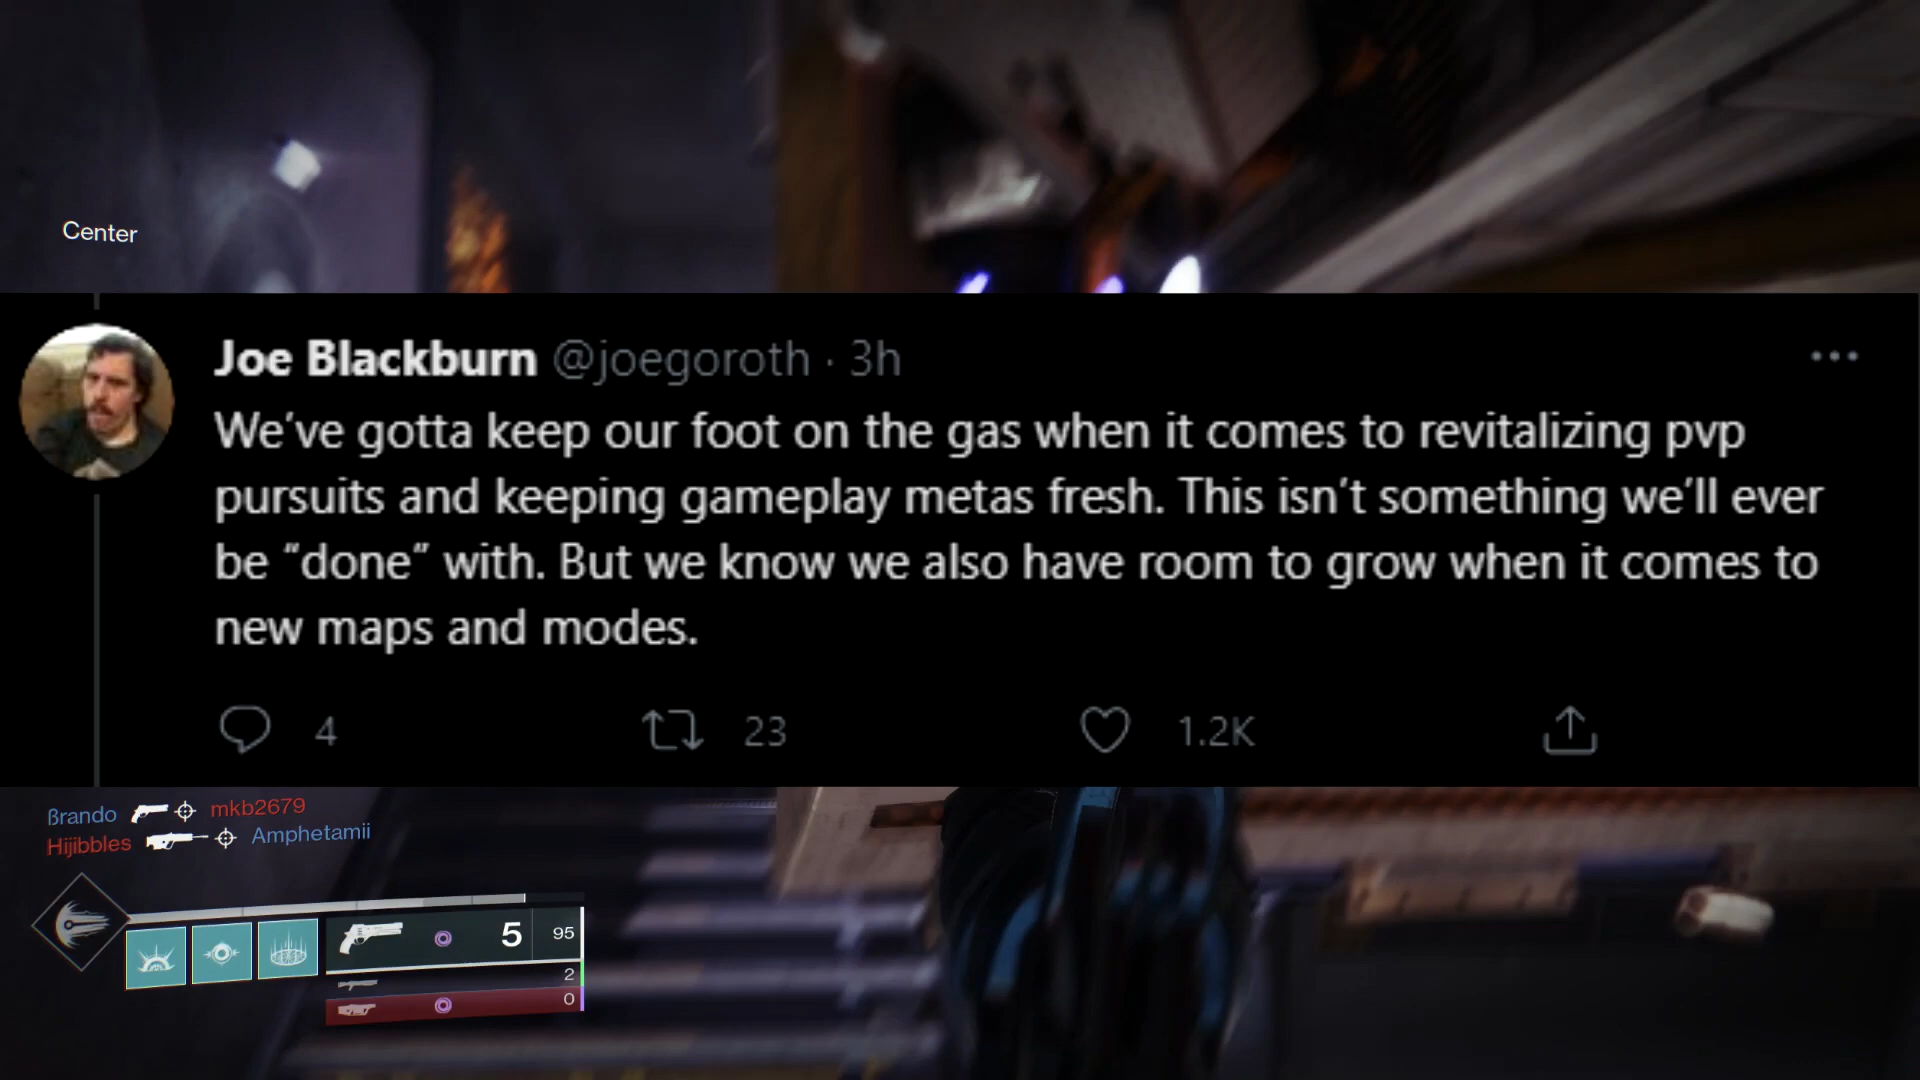 Center
Joe Blackburn @joegoroth · 3h
We’ve gotta keep our foot on the gas when it comes to revitalizing pvp
pursuits and keeping gameplay metas fresh. This isn’t something we’ll ever
be “done” with. But we know we also have room to grow when it comes to
new maps and modes.
4 23 1.2K
ßrando mkb2679
Hijibbles Amphetamii
5 95
2
0